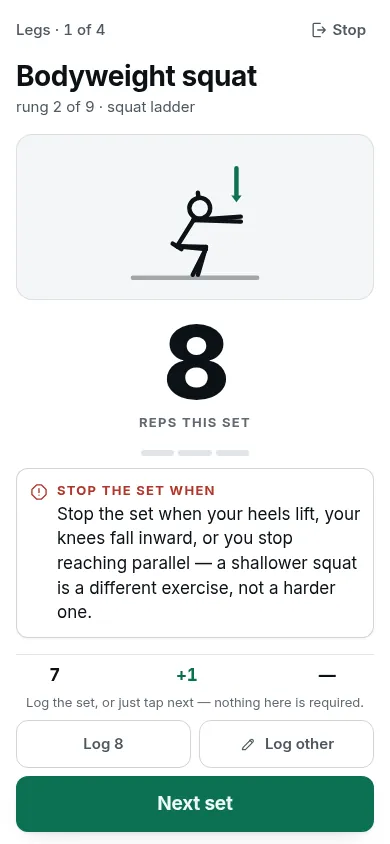 Legs · 1 of 4
Stop
Bodyweight squat
rung 2 of 9 · squat ladder
8
REPS THIS SET
STOP THE SET WHEN
Stop the set when your heels lift, your
knees fall inward, or you stop
reaching parallel — a shallower squat
is a different exercise, not a harder
one.
7 +1 —
Log the set, or just tap next — nothing here is required.
Log 8
Log other
Next set